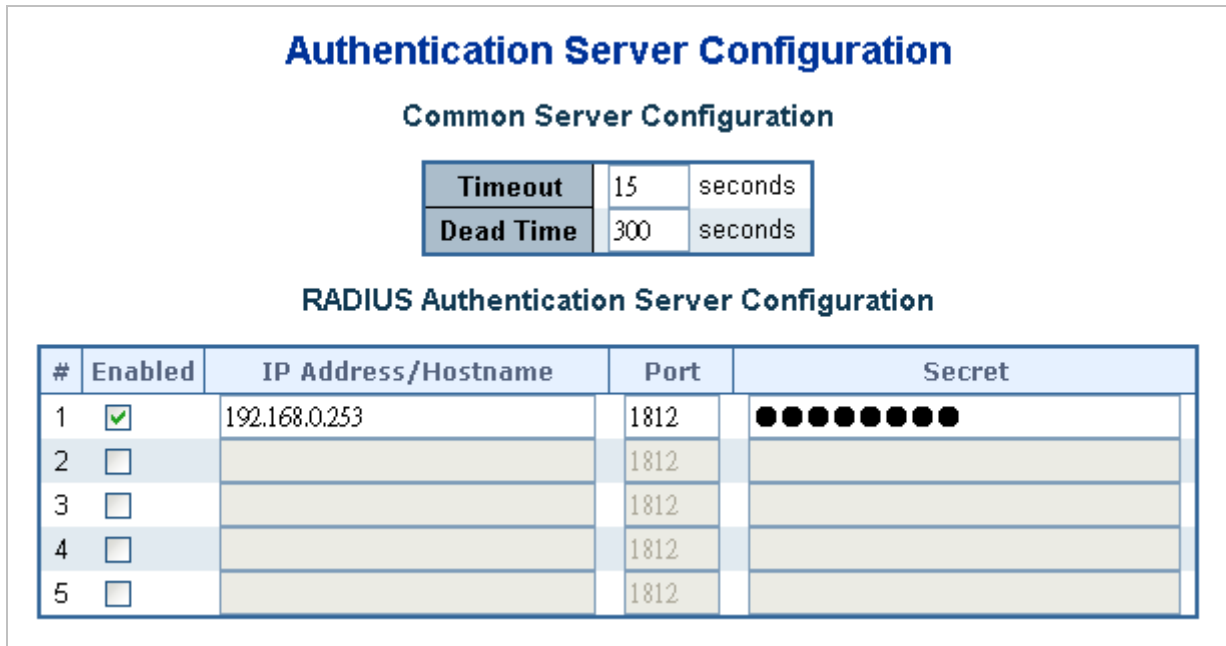 Authentication Server Configuration
Common Server Configuration
Timeout 15 seconds
Dead Time 300 seconds
RADIUS Authentication Server Configuration
# Enabled IP Address/Hostname Port Secret
1 192.168.0.253 1812 ●●●●●●●●
2 1812
3 1812
4 1812
5 1812